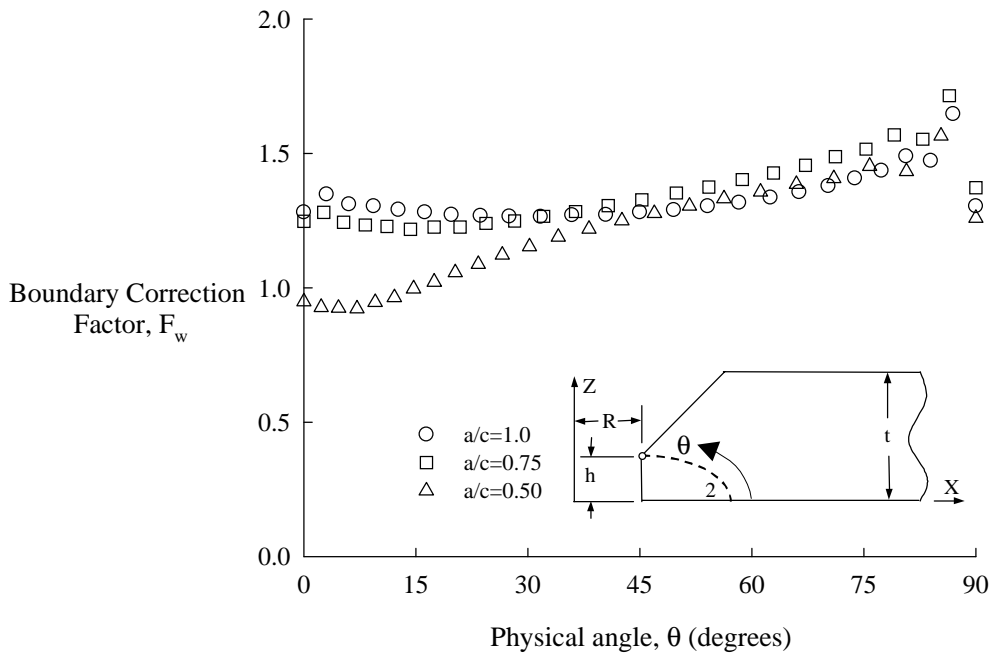 2.0
1.5
1.0
0.5
0.0
Boundary Correction
Factor, F_w
0
15
30
45
60
75
90
Physical angle, θ (degrees)
a/c=1.0
a/c=0.75
a/c=0.50
Z
R
h
θ
2
t
X